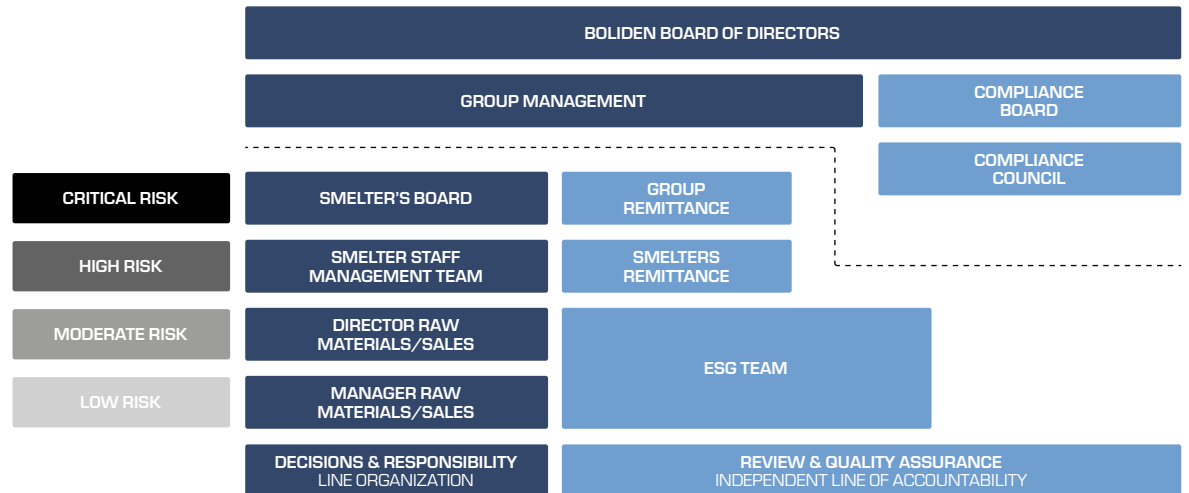 BOLIDEN BOARD OF DIRECTORS
GROUP MANAGEMENT
COMPLIANCE
BOARD
COMPLIANCE
COUNCIL
CRITICAL RISK
SMELTER'S BOARD
GROUP
REMITTANCE
HIGH RISK
SMELTER STAFF
MANAGEMENT TEAM
SMELTERS
REMITTANCE
MODERATE RISK
DIRECTOR RAW
MATERIALS/SALES
ESG TEAM
LOW RISK
MANAGER RAW
MATERIALS/SALES
DECISIONS & RESPONSIBILITY
LINE ORGANIZATION
REVIEW & QUALITY ASSURANCE
INDEPENDENT LINE OF ACCOUNTABILITY